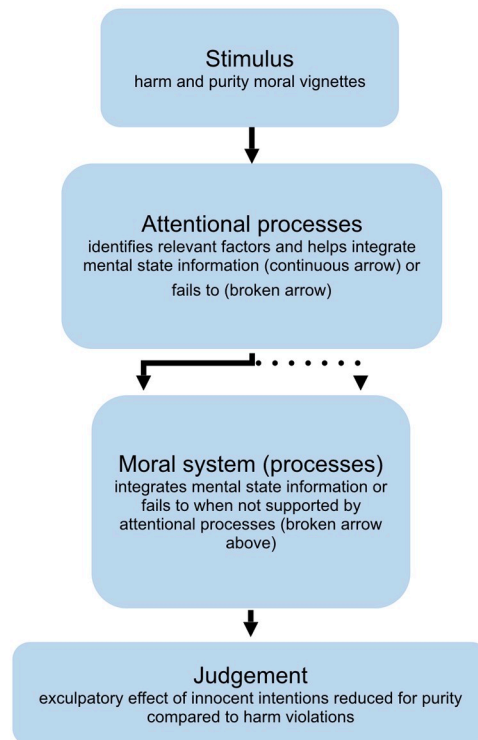 Stimulus
harm and purity moral vignettes
Attentional processes
identifies relevant factors and helps integrate
mental state information (continuous arrow) or
fails to (broken arrow)
Moral system (processes)
integrates mental state information or
fails to when not supported by
attentional processes (broken arrow
above)
Judgement
exculpatory effect of innocent intentions reduced for purity
compared to harm violations